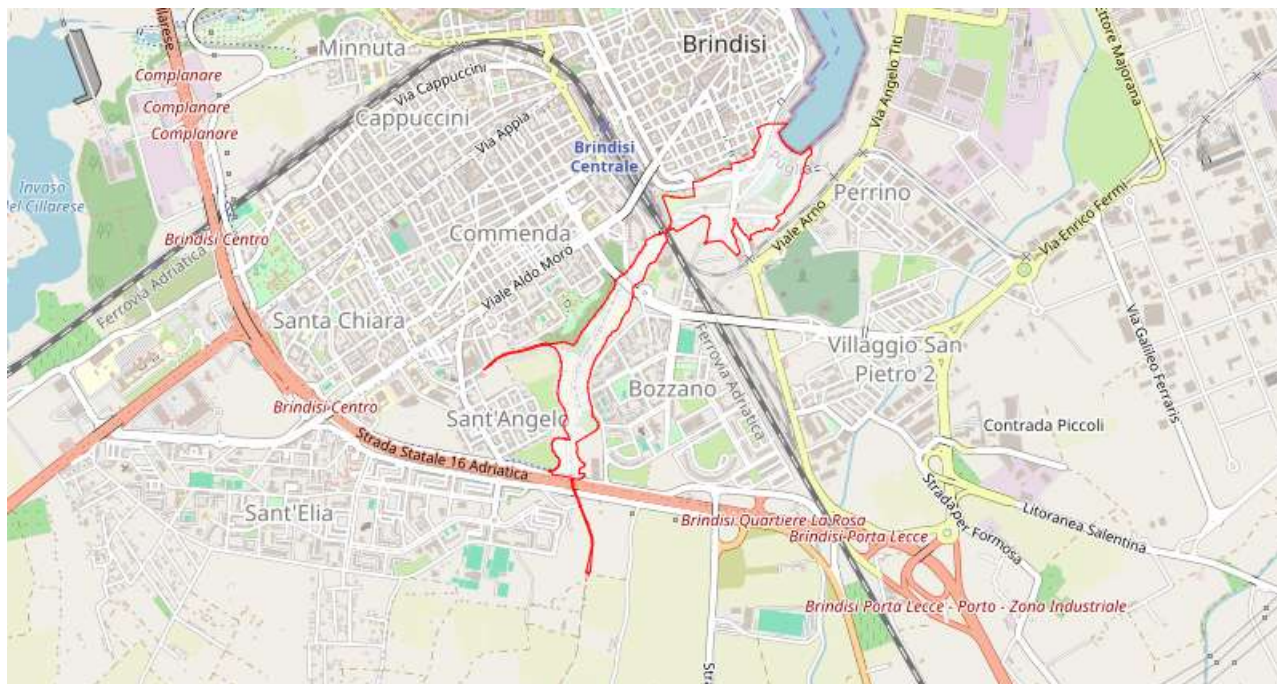 Cillarese
Minnuta
Brindisi
Via Angelo Titi
Ettore Majorana
Complanare
Complanare
Complanare
Via Cappuccini
Cappuccini
Via Appia
Brindisi
Centrale
Puglia
Perrino
Invaso
del Cillarese
Brindisi Centro
Commenda
Viale Arno
Via Enrico Fermi
Ferrovia Adriatica
Viale Aldo Moro
Santa Chiara
Via Galileo Ferraris
Villaggio San
Pietro 2
Ferrovia Adriatica
Bozzano
Brindisi Centro
Sant'Angelo
Contrada Piccoli
Strada Statale 16 Adriatica
Sant'Elia
Brindisi Quartiere La Rosa
Brindisi Porta Lecce
Strada per Formosa
Litoranea Salentina
Brindisi Porta Lecce - Porto - Zona Industriale
Str